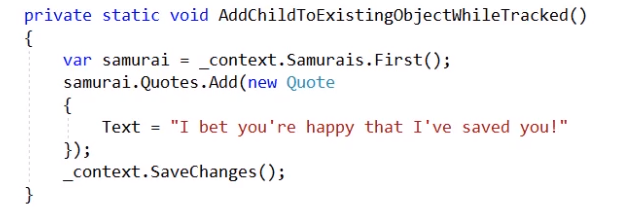 private static void AddChildToExistingObjectWhileTracked()
{
    var samurai = _context.Samurais.First();
    samurai.Quotes.Add(new Quote
    {
        Text = "I bet you're happy that I've saved you!"
    });
    _context.SaveChanges();
}